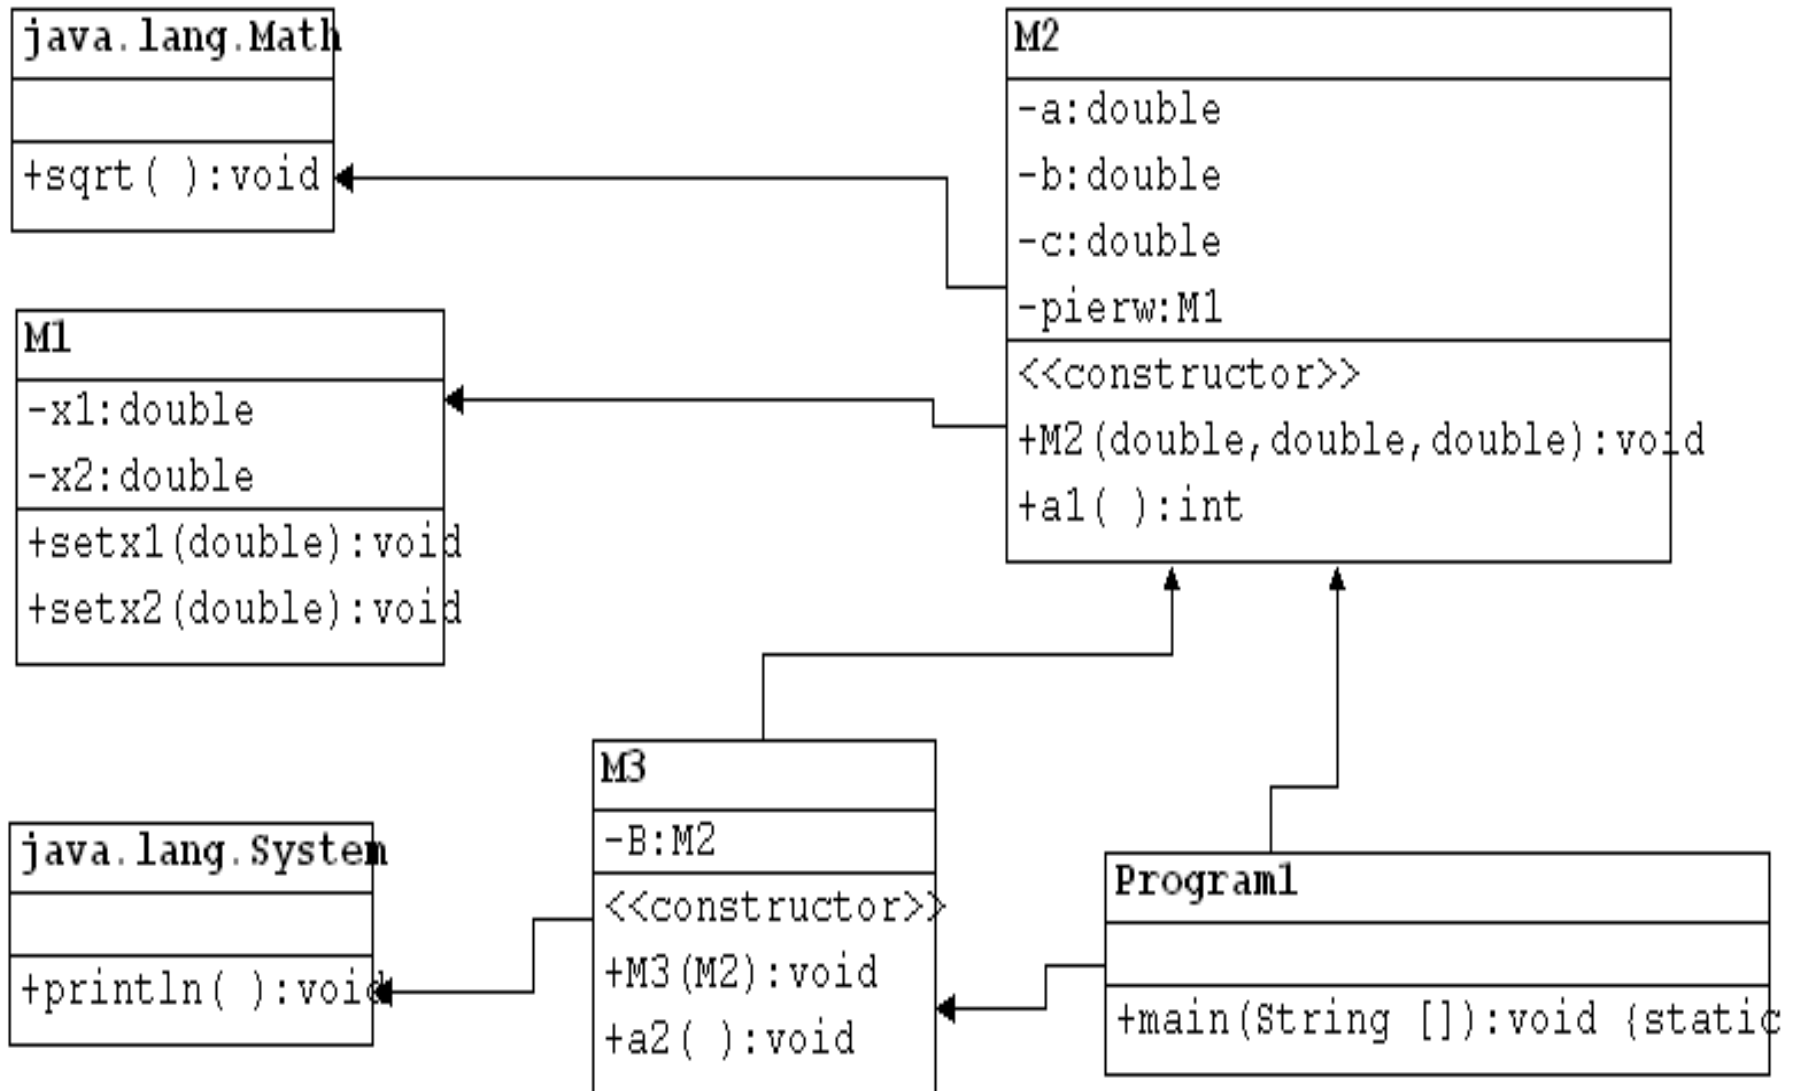 java.lang.Math
+sqrt( ):void
M2
-a:double
-b:double
-c:double
-pierw:M1
<<constructor>>
+M2(double,double,double):void
+a1( ):int
M1
-x1:double
-x2:double
+setx1(double):void
+setx2(double):void
M3
-B:M2
<<constructor>>
+M3(M2):void
+a2( ):void
java.lang.System
+println( ):void
Program1
+main(String []):void {static